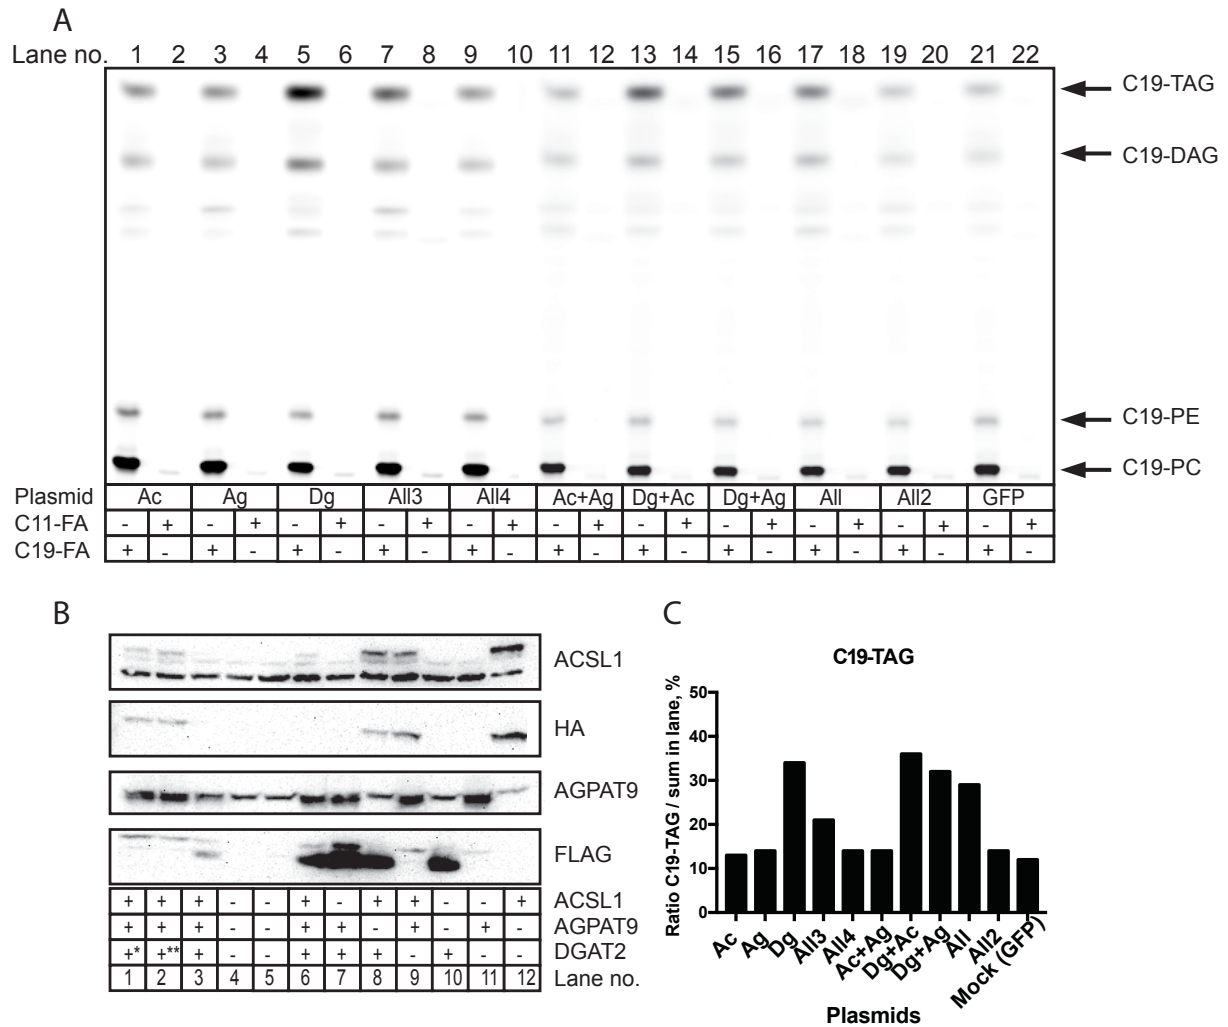 A
Lane no. 1 2 3 4 5 6 7 8 9 10 11 12 13 14 15 16 17 18 19 20 21 22
C19-TAG
C19-DAG
C19-PE
C19-PC
Plasmid Ac Ag Dg All3 All4 Ac+Ag Dg+Ac Dg+Ag All All2 GFP
C11-FA - + - + - + - + - + - + - + - + - + - + - +
C19-FA + - + - + - + - + - + - + - + - + - + - + -
B
ACSL1
HA
AGPAT9
FLAG
+ + + - - + - + + - - + ACSL1
+ + + - - + + - + - + - AGPAT9
+* +** + - - + + + - + - - DGAT2
1 2 3 4 5 6 7 8 9 10 11 12 Lane no.
C
C19-TAG
Ratio C19-TAG / sum in lane, %
50
40
30
20
10
0
Ac Ag Dg All3 All4 Ac+Ag Dg+Ac Dg+Ag All All2 Mock (GFP)
Plasmids